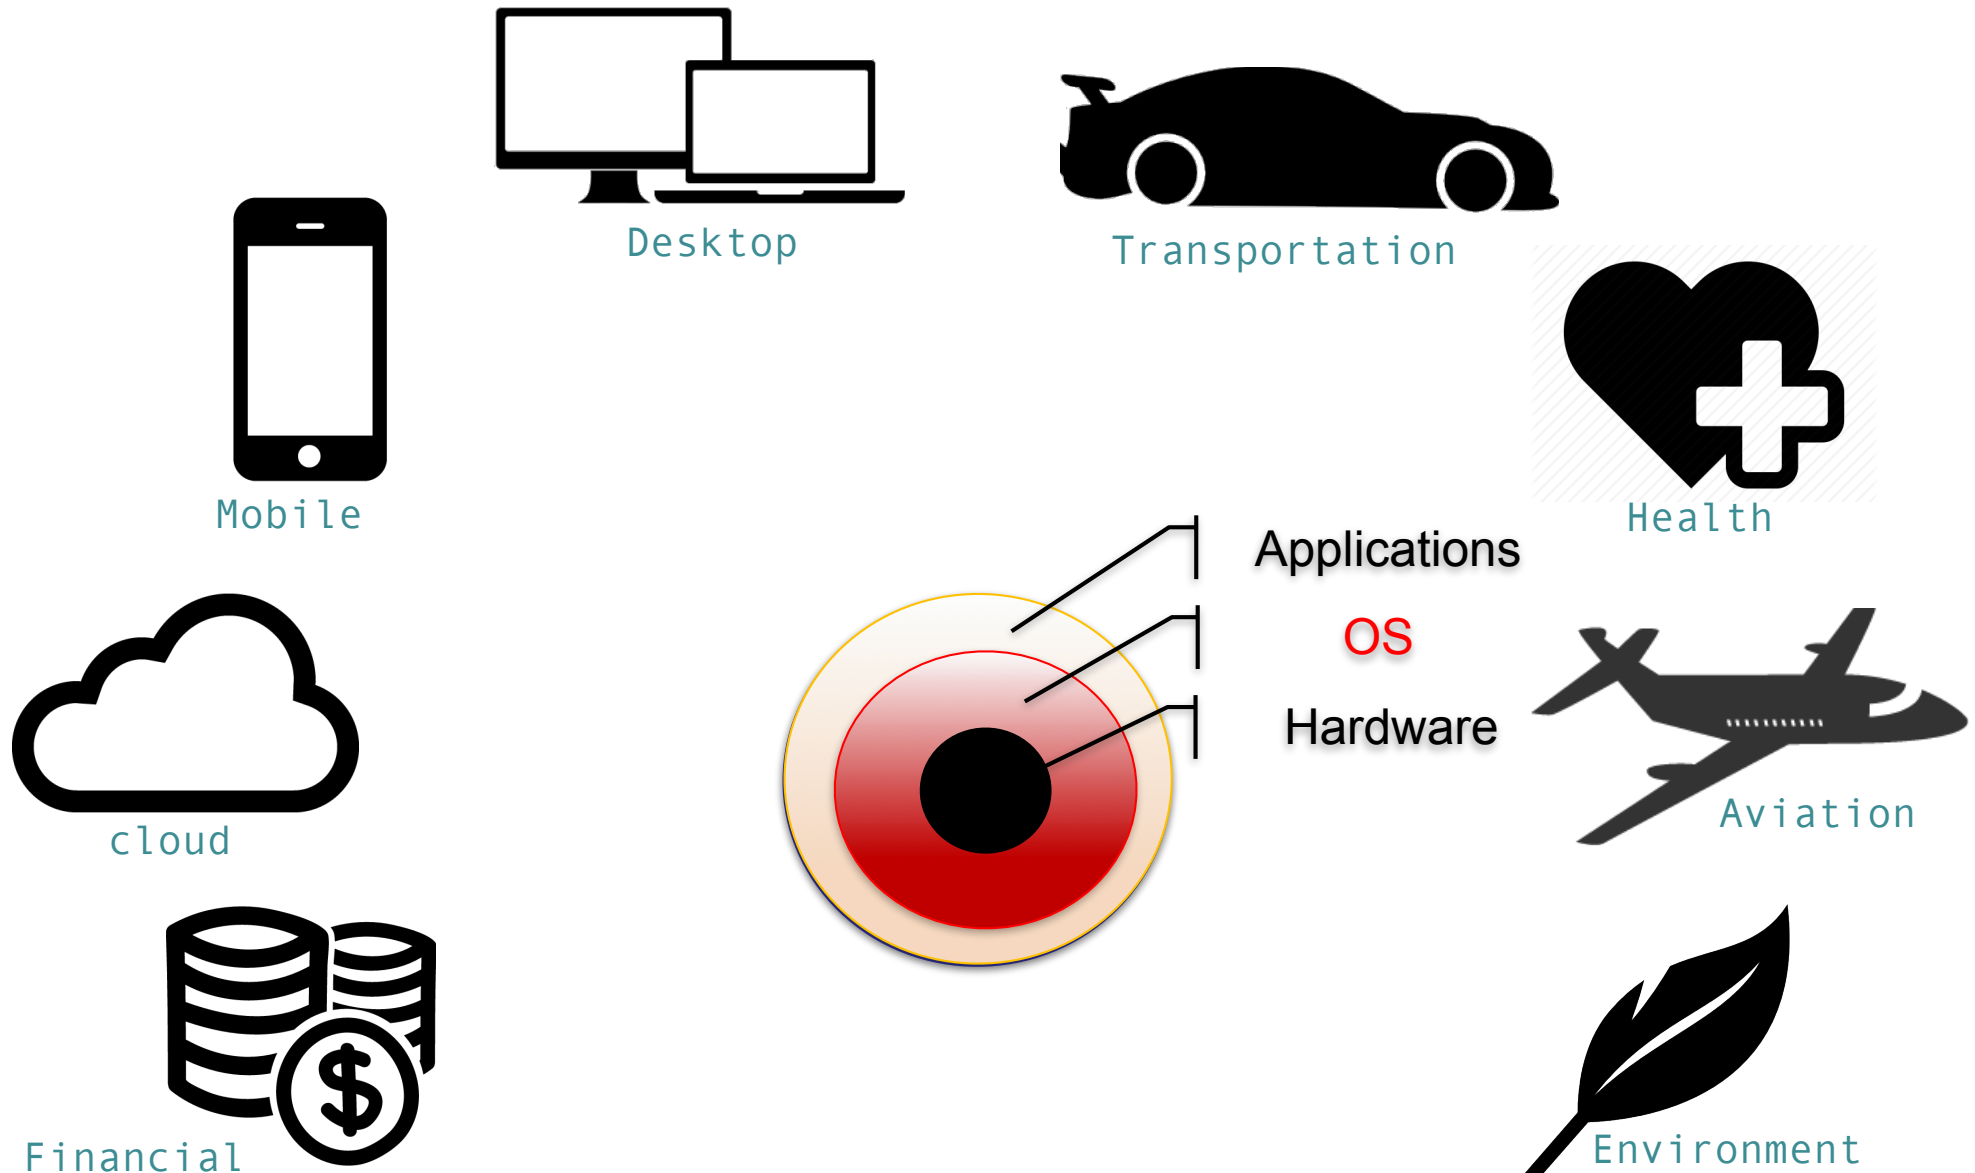 Desktop
Transportation
Mobile
Health
Applications
OS
Hardware
Aviation
cloud
Financial
Environment